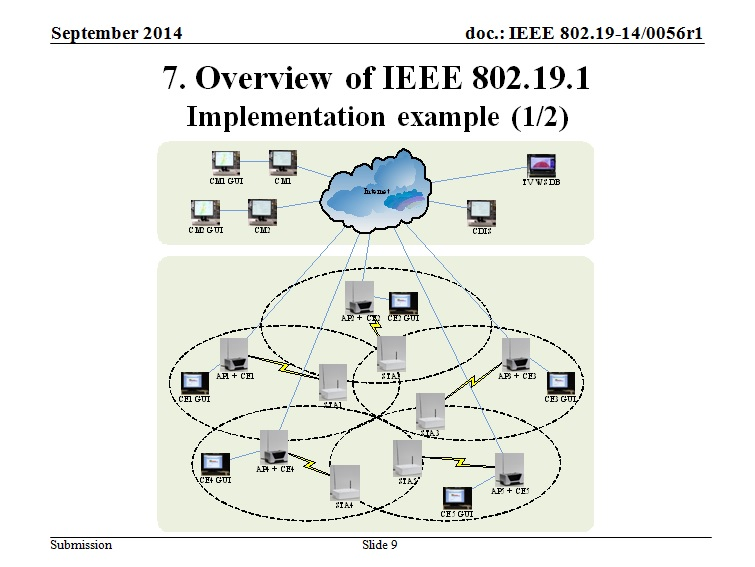 September 2014 doc.: IEEE 802.19-14/0056r1
7. Overview of IEEE 802.19.1
Implementation example (1/2)
CM1 GUI CM1 Internet TVWS DB
CM2 GUI CM2 CDIS
AP2 + CE2 CE2 GUI
AP1 + CE1 STA2 AP3 + CE3
CE1 GUI STA1 CE3 GUI
STA3
AP4 + CE4
CE4 GUI STA4 STA5 AP5 + CE5
CE5 GUI
Submission Slide 9